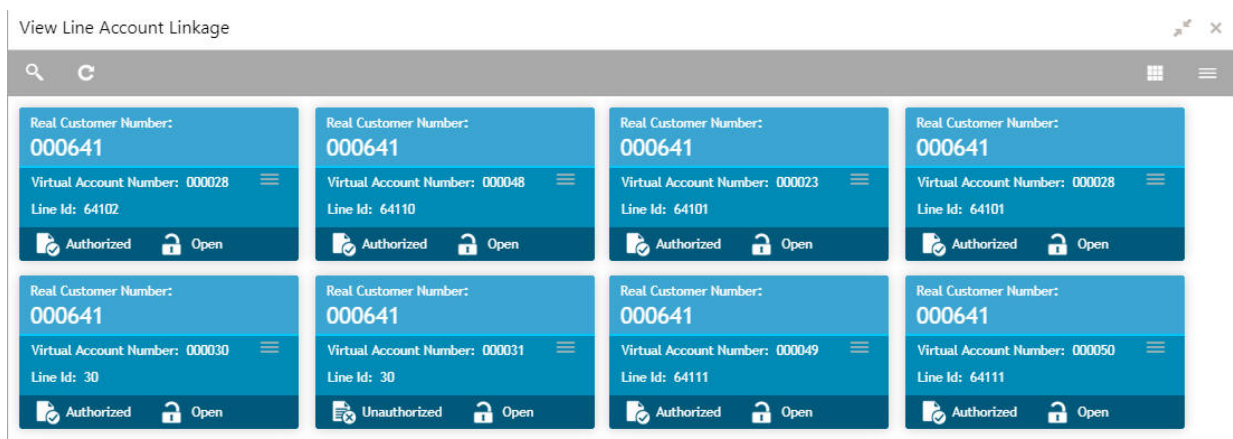 View Line Account Linkage
Real Customer Number:
000641
Virtual Account Number: 000028
Line Id: 64102
Authorized Open
Real Customer Number:
000641
Virtual Account Number: 000048
Line Id: 64110
Authorized Open
Real Customer Number:
000641
Virtual Account Number: 000023
Line Id: 64101
Authorized Open
Real Customer Number:
000641
Virtual Account Number: 000028
Line Id: 64101
Authorized Open
Real Customer Number:
000641
Virtual Account Number: 000030
Line Id: 30
Authorized Open
Real Customer Number:
000641
Virtual Account Number: 000031
Line Id: 30
Unauthorized Open
Real Customer Number:
000641
Virtual Account Number: 000049
Line Id: 64111
Authorized Open
Real Customer Number:
000641
Virtual Account Number: 000050
Line Id: 64111
Authorized Open